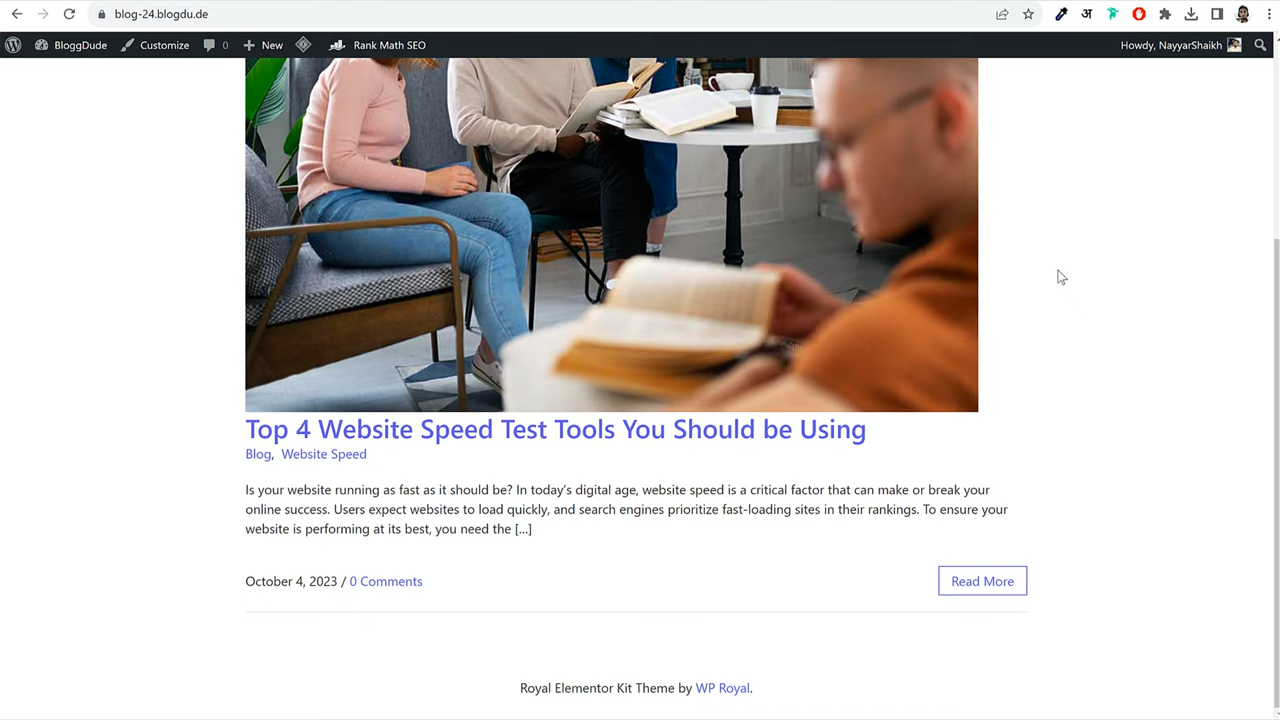 blog-24.blogdu.de
अ
BloggDude
Customize
0
New
Rank Math SEO
Howdy, NayyarShaikh
Top 4 Website Speed Test Tools You Should be Using
Blog, Website Speed
Is your website running as fast as it should be? In today's digital age, website speed is a critical factor that can make or break your
online success. Users expect websites to load quickly, and search engines prioritize fast-loading sites in their rankings. To ensure your
website is performing at its best, you need the [...]
October 4, 2023 / 0 Comments
Read More
Royal Elementor Kit Theme by WP Royal.